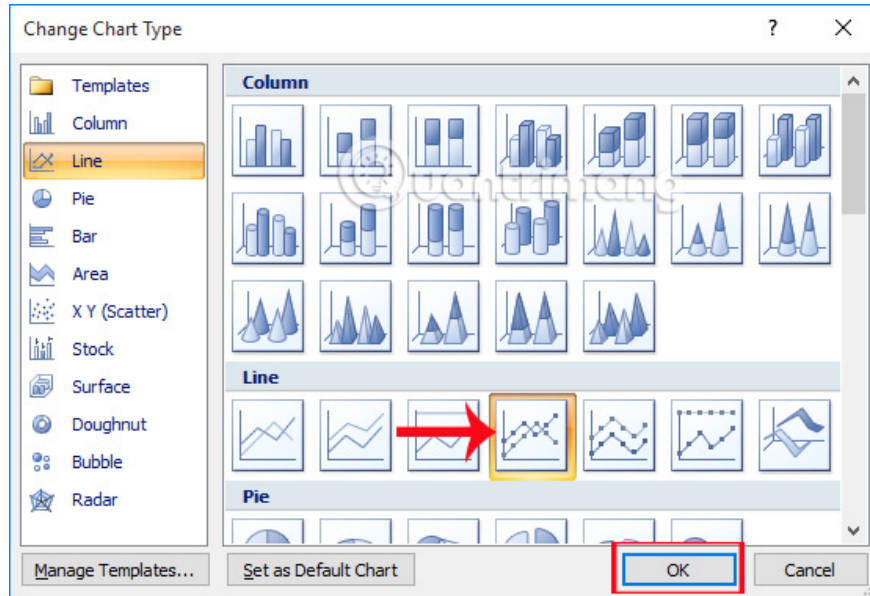 Change Chart Type
?
Templates
Column
Line
Pie
Bar
Area
X Y (Scatter)
Stock
Surface
Doughnut
Bubble
Radar
Column
Quantrimang
Line
Pie
Manage Templates...
Set as Default Chart
OK
Cancel